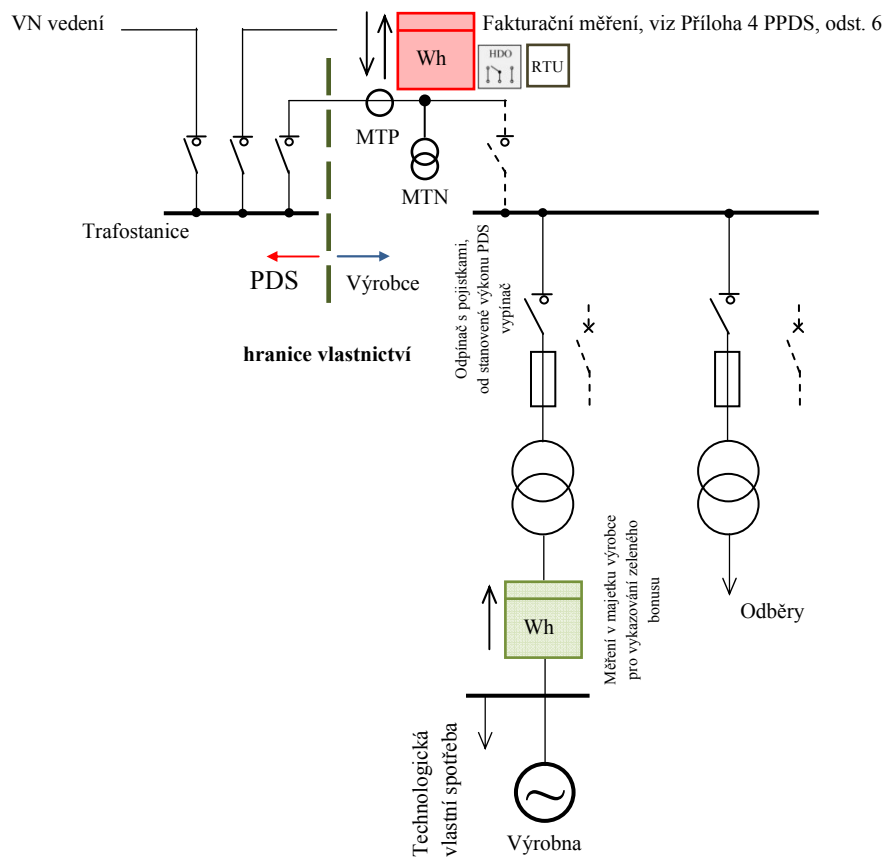 VN vedení
Fakturační měření, viz Příloha 4 PPDS, odst. 6
Wh
HDO
RTU
MTP
MTN
Trafostanice
PDS
Výrobce
hranice vlastnictví
Odpínač s pojistkami,
od stanovené výkonu PDS
vypínač
Wh
Měření v majetku výrobce
pro vykazování zeleného
bonusu
Odběry
Technologická
vlastní spotřeba
Výrobna